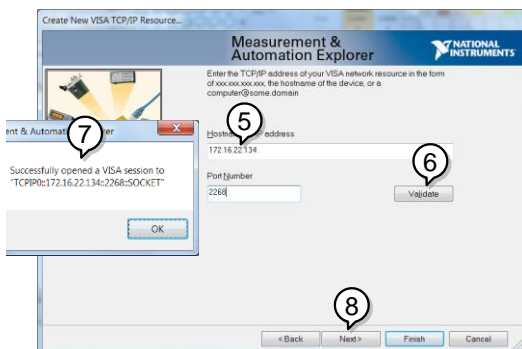 Create New VISA TCP/IP Resource...
Measurement &
Automation Explorer
NATIONAL
INSTRUMENTS
Enter the TCP/IP address of your VISA network resource in the form
of xxx.xxx.xxx.xxx, the hostname of the device, or a
computer@some.domain
5
address
172.16.22.134
Port Number
2268
6
Validate
nt & Automat
7
Successfully opened a VISA session to
"TCPIP0::172.16.22.134::2268::SOCKET"
OK
8
< Back
Next >
Finish
Cancel